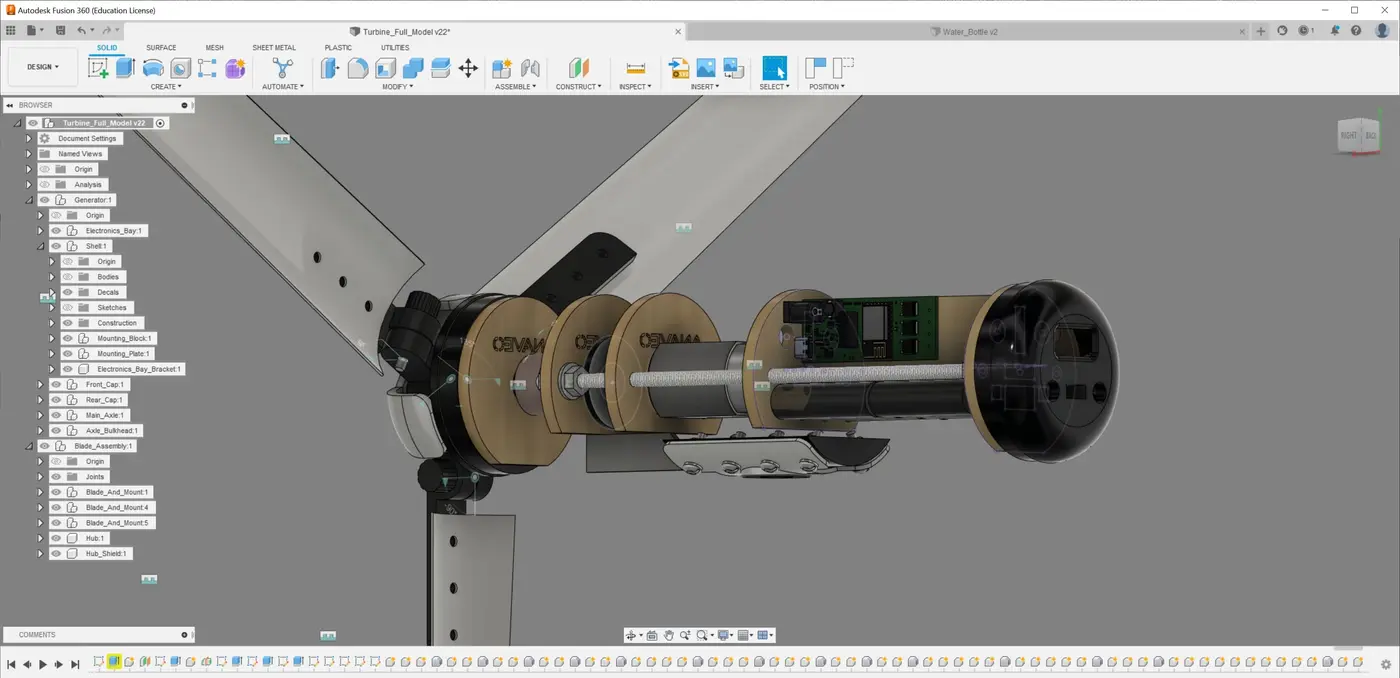 Autodesk Fusion 360 (Education License)
Turbine_Full_Model v22*
Water_Bottle v2
1
DESIGN
SOLID
SURFACE
MESH
SHEET METAL
PLASTIC
UTILITIES
CREATE
AUTOMATE
MODIFY
ASSEMBLE
CONSTRUCT
INSPECT
INSERT
SELECT
POSITION
BROWSER
Turbine_Full_Model v22
Document Settings
Named Views
Origin
Analysis
Generator:1
Origin
Electronics_Bay:1
Shell:1
Origin
Bodies
Decals
Sketches
Construction
Mounting_Block:1
Mounting_Plate:1
Electronics_Bay_Bracket:1
Front_Cap:1
Rear_Cap:1
Main_Axle:1
Axle_Bulkhead:1
Blade_Assembly:1
Origin
Joints
Blade_And_Mount:1
Blade_And_Mount:4
Blade_And_Mount:5
Hub:1
Hub_Shield:1
RIGHT
BACK
COMMENTS